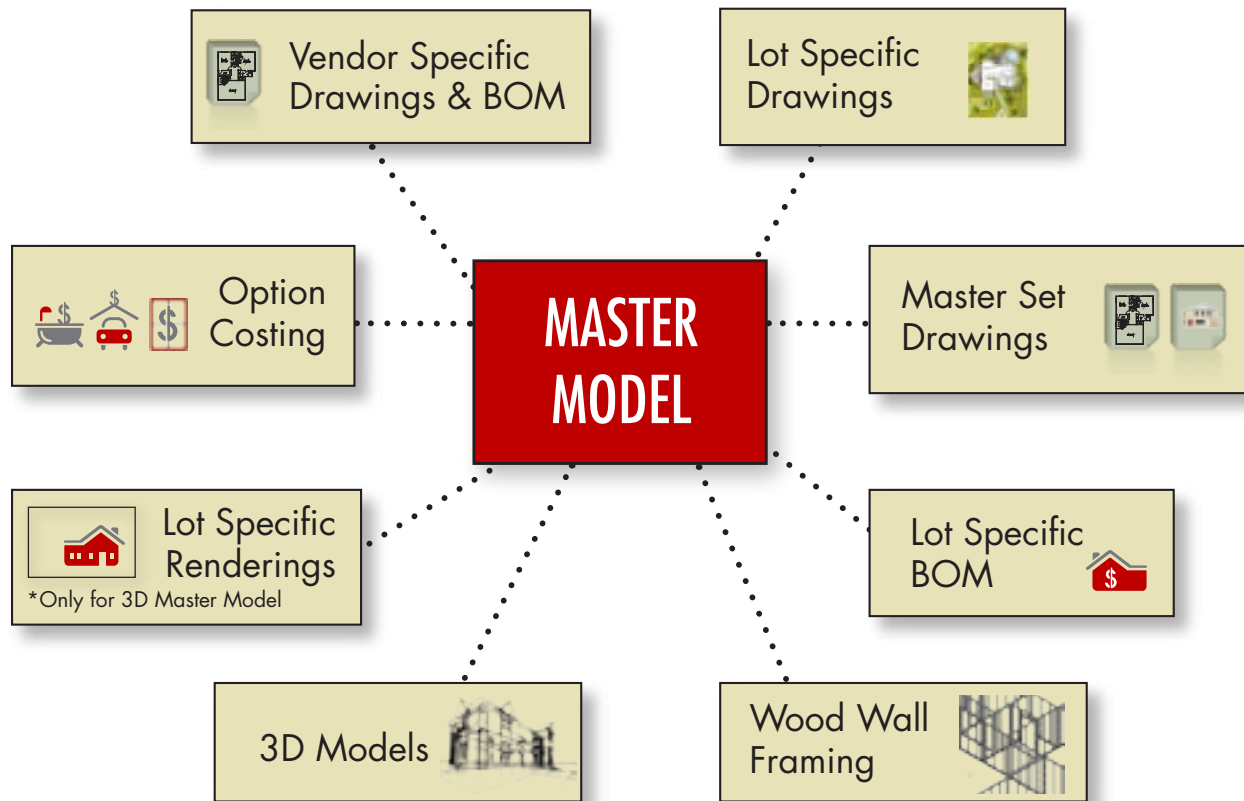 Vendor Specific
Drawings & BOM
Lot Specific
Drawings
Option
Costing
MASTER
MODEL
Master Set
Drawings
Lot Specific
Renderings
*Only for 3D Master Model
Lot Specific
BOM
$
3D Models
Wood Wall
Framing